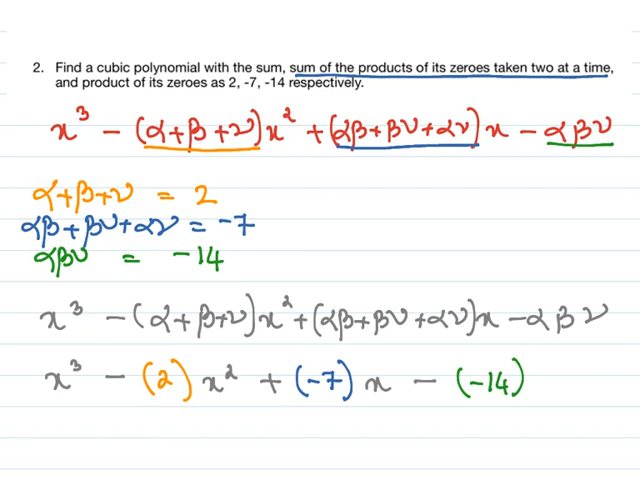 2. Find a cubic polynomial with the sum, sum of the products of its zeroes taken two at a time,
and product of its zeroes as 2, -7, -14 respectively.
x³ - (α+β+ν)x² + (αβ+βν+αν)x - αβν
α+β+ν = 2
αβ+βν+αν = -7
αβν = -14
x³ - (α+β+ν)x² + (αβ+βν+αν)x - αβν
x³ - (2) x² + (-7) x - (-14)